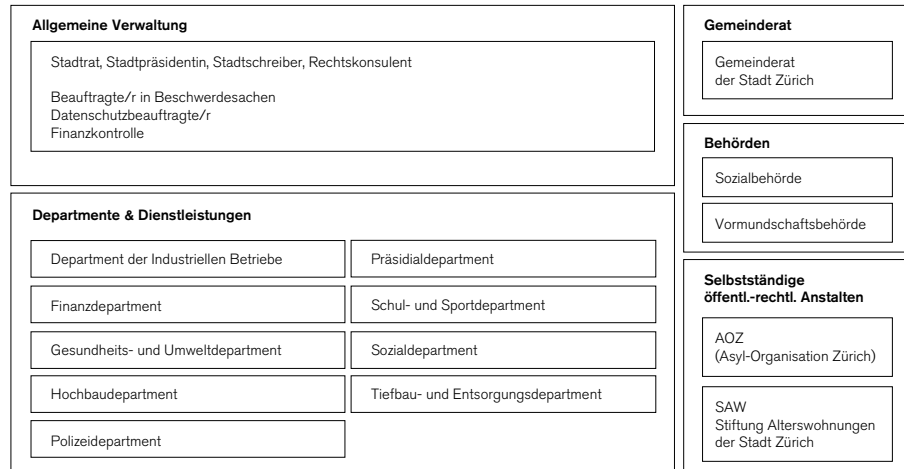 Allgemeine Verwaltung
Stadtrat, Stadtpräsidentin, Stadtschreiber, Rechtskonsulent
Beauftragte/r in Beschwerdesachen
Datenschutzbeauftragte/r
Finanzkontrolle
Departmente & Dienstleistungen
Department der Industriellen Betriebe
Präsidialdepartment
Finanzdepartment
Schul- und Sportdepartment
Gesundheits- und Umweltdepartment
Sozialdepartment
Hochbaudepartment
Tiefbau- und Entsorgungsdepartment
Polizeidepartment
Gemeinderat
Gemeinderat
der Stadt Zürich
Behörden
Sozialbehörde
Vormundschaftsbehörde
Selbstständige
öffentl.-rechtl. Anstalten
AOZ
(Asyl-Organisation Zürich)
SAW
Stiftung Alterswohnungen
der Stadt Zürich